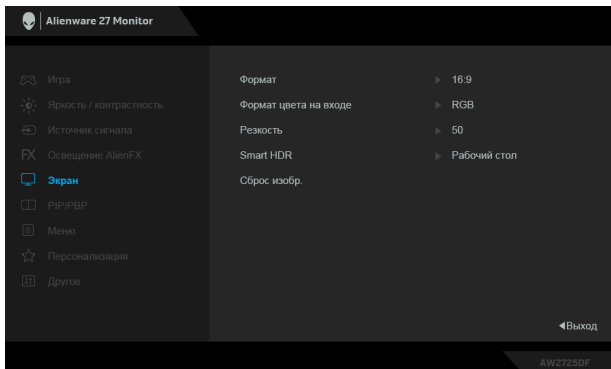 Alienware 27 Monitor
Игра
Формат 16:9
Яркость / контрастность Формат цвета на входе RGB
Источник сигнала Резкость 50
FX Освещение AlienFX Smart HDR Рабочий стол
Экран Сброс изобр.
PIP/PBP
Меню
Персонализация
Другое
Выход
AW2725DF